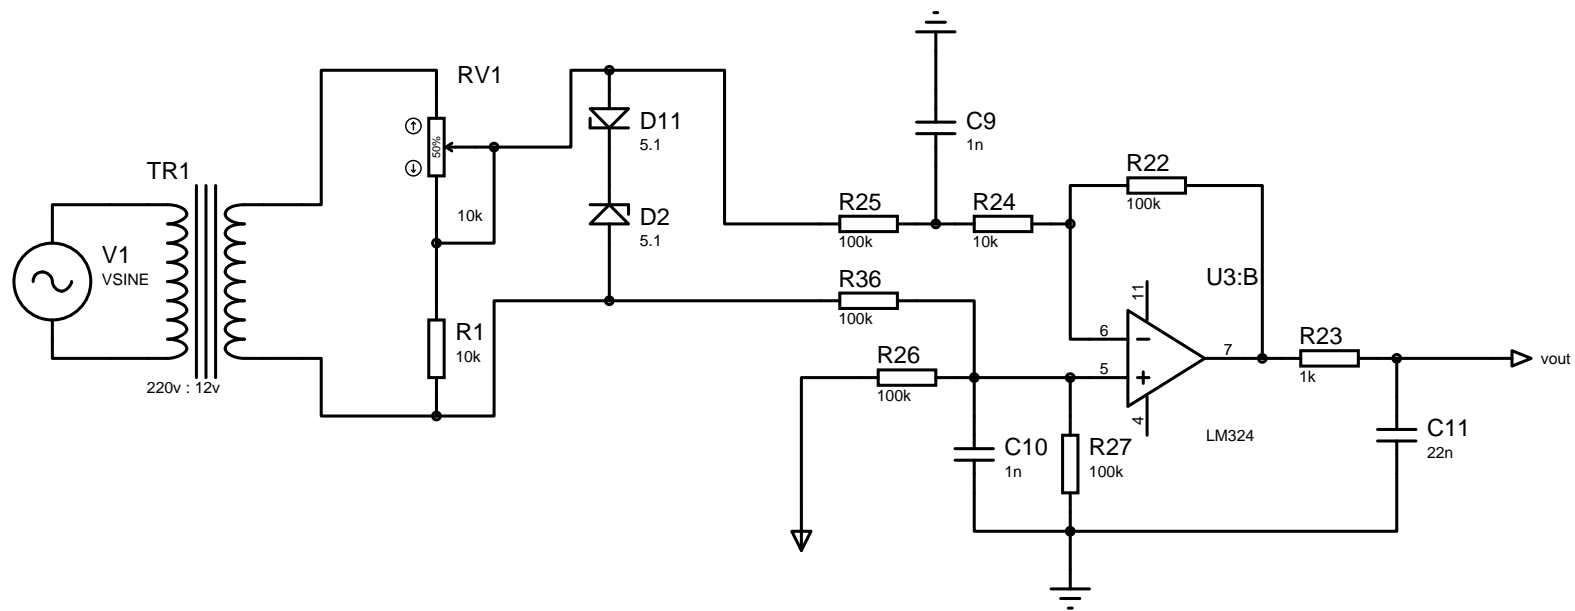 RV1
50%
10k
TR1
220v : 12v
V1
VSINE
R1
10k
D11
5.1
D2
5.1
C9
1n
R25
100k
R24
10k
R22
100k
R36
100k
R26
100k
C10
1n
R27
100k
U3:B
11
6
5
7
4
LM324
R23
1k
C11
22n
vout